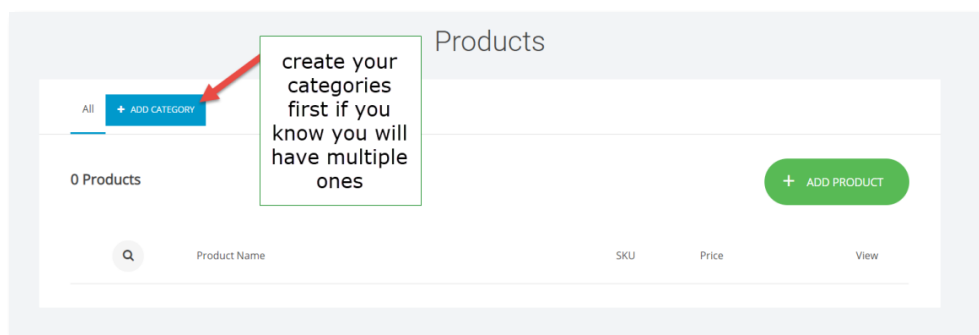 Products
create your
categories
first if you
know you will
have multiple
ones
All + ADD CATEGORY
0 Products
+ ADD PRODUCT
Product Name SKU Price View